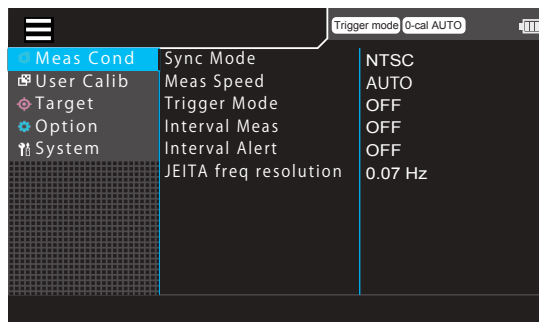 Trigger mode 0-cal AUTO
Meas Cond Sync Mode NTSC
User Calib Meas Speed AUTO
Target Trigger Mode OFF
Option Interval Meas OFF
System Interval Alert OFF
JEITA freq resolution 0.07 Hz